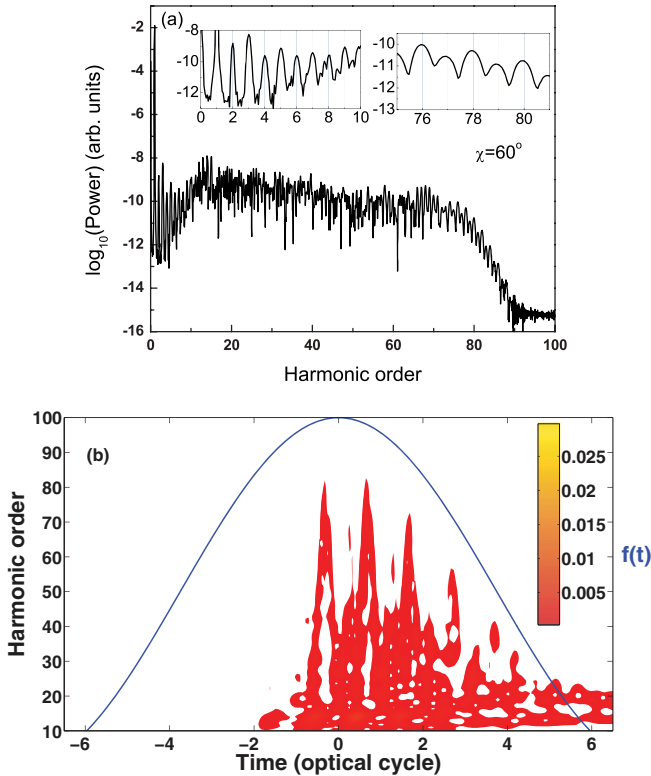 (a)
-2
-4
-6
-8
-10
-12
-14
-16
0 20 40 60 80 100
log10(Power) (arb. units)
Harmonic order
-8
-10
-12
0 2 4 6 8 10
-10
-11
-12
-13
76 78 80
χ=60°
(b)
100
90
80
70
60
50
40
30
20
10
−6 −4 −2 0 2 4 6
Harmonic order
Time (optical cycle)
0.025
0.02
0.015
0.01
0.005
f(t)